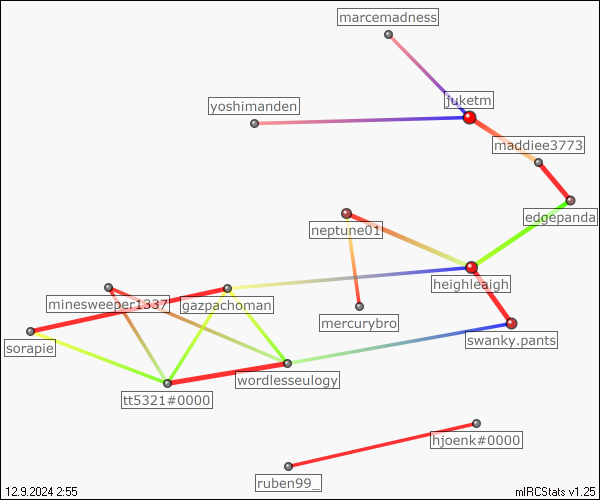 marcemadness
juketm
yoshimanden
maddiee3773
edgepanda
neptune01
heighleaigh
minesweeper1337
gazpachoman
mercurybro
swanky.pants
sorapie
wordlesseulogy
tt5321#0000
hjoenk#0000
ruben99_
12.9.2024 2:55
mIRCStats v1.25